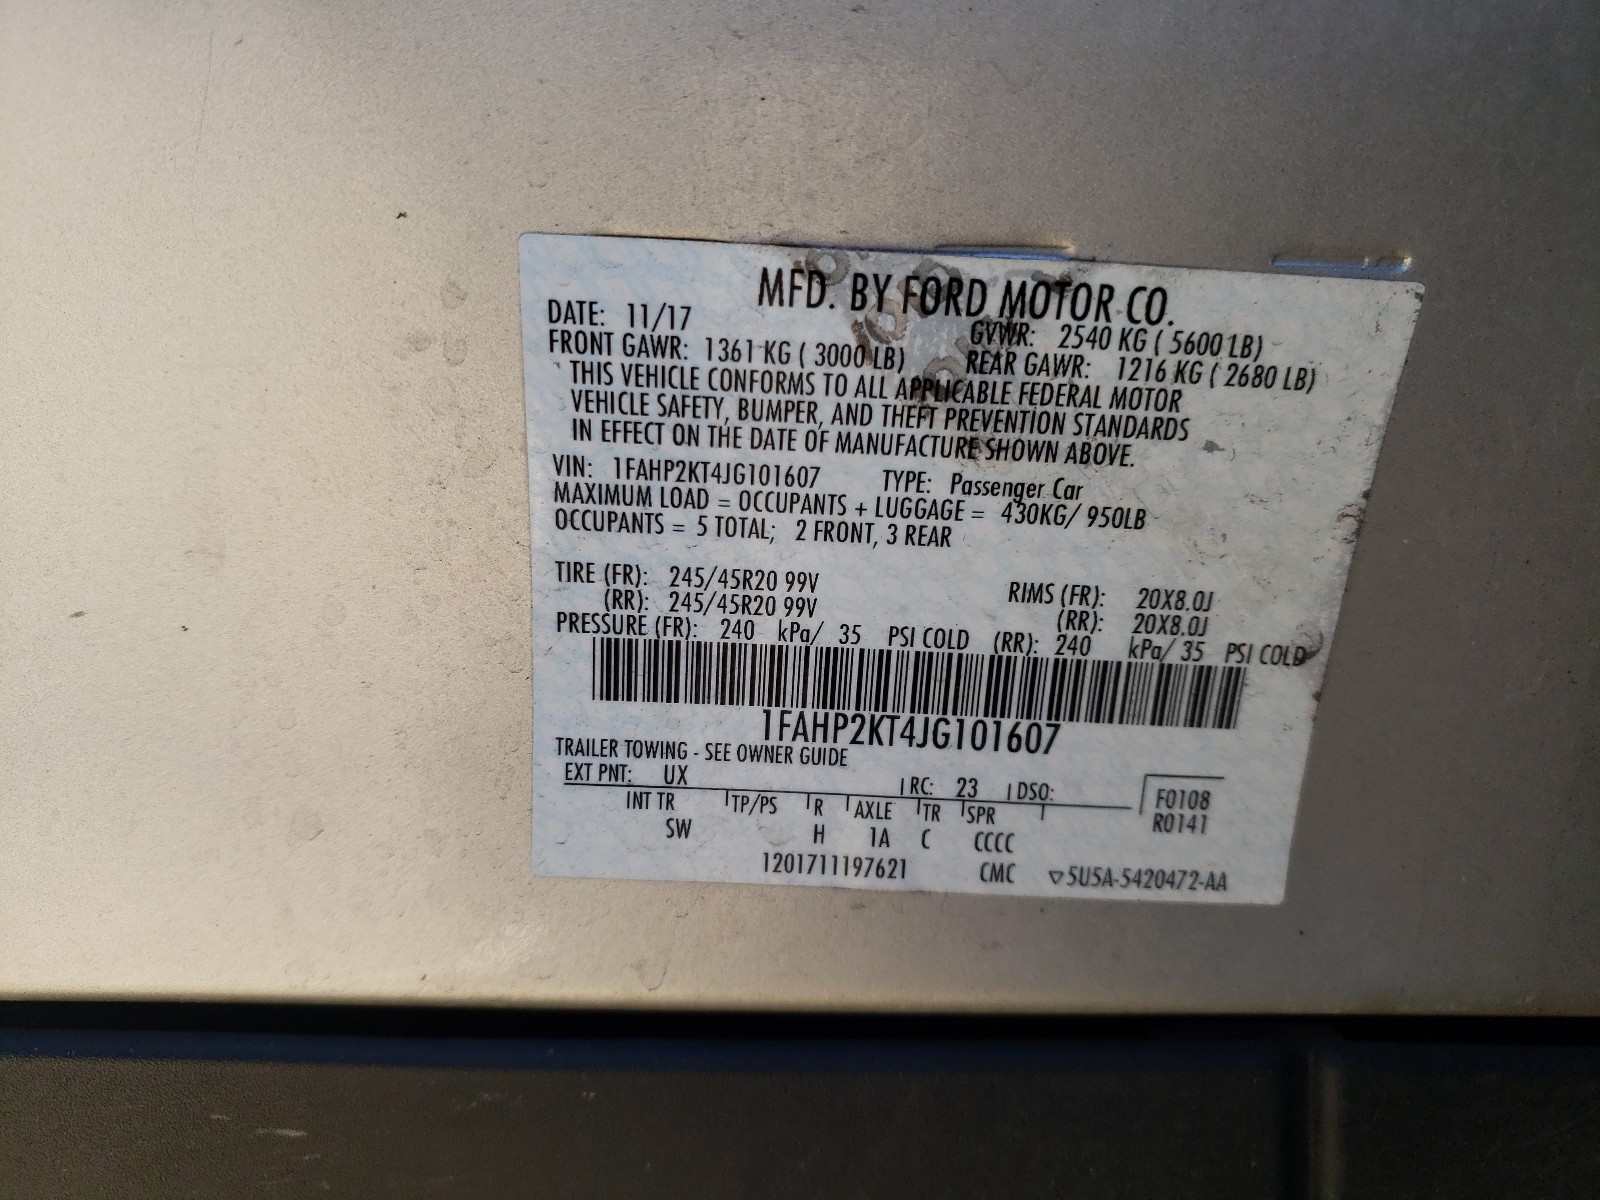 MFD. BY FORD MOTOR CO.
DATE: 11/17 GVWR: 2540 KG ( 5600 LB)
FRONT GAWR: 1361 KG ( 3000 LB) REAR GAWR: 1216 KG ( 2680 LB)
THIS VEHICLE CONFORMS TO ALL APPLICABLE FEDERAL MOTOR
VEHICLE SAFETY, BUMPER, AND THEFT PREVENTION STANDARDS
IN EFFECT ON THE DATE OF MANUFACTURE SHOWN ABOVE.
VIN: 1FAHP2KT4JG101607 TYPE: Passenger Car
MAXIMUM LOAD = OCCUPANTS + LUGGAGE = 430KG/ 950LB
OCCUPANTS = 5 TOTAL; 2 FRONT, 3 REAR
TIRE (FR): 245/45R20 99V RIMS (FR): 20X8.0J
(RR): 245/45R20 99V (RR): 20X8.0J
PRESSURE (FR): 240 kPa/ 35 PSI COLD (RR): 240 kPa/ 35 PSI COLD
1FAHP2KT4JG101607
TRAILER TOWING - SEE OWNER GUIDE
EXT PNT: UX RC: 23 DSO: F0108
INT TR TP/PS R AXLE TR SPR R0141
SW H 1A C CCCC
1201711197621 CMC ▽5U5A-5420472-AA